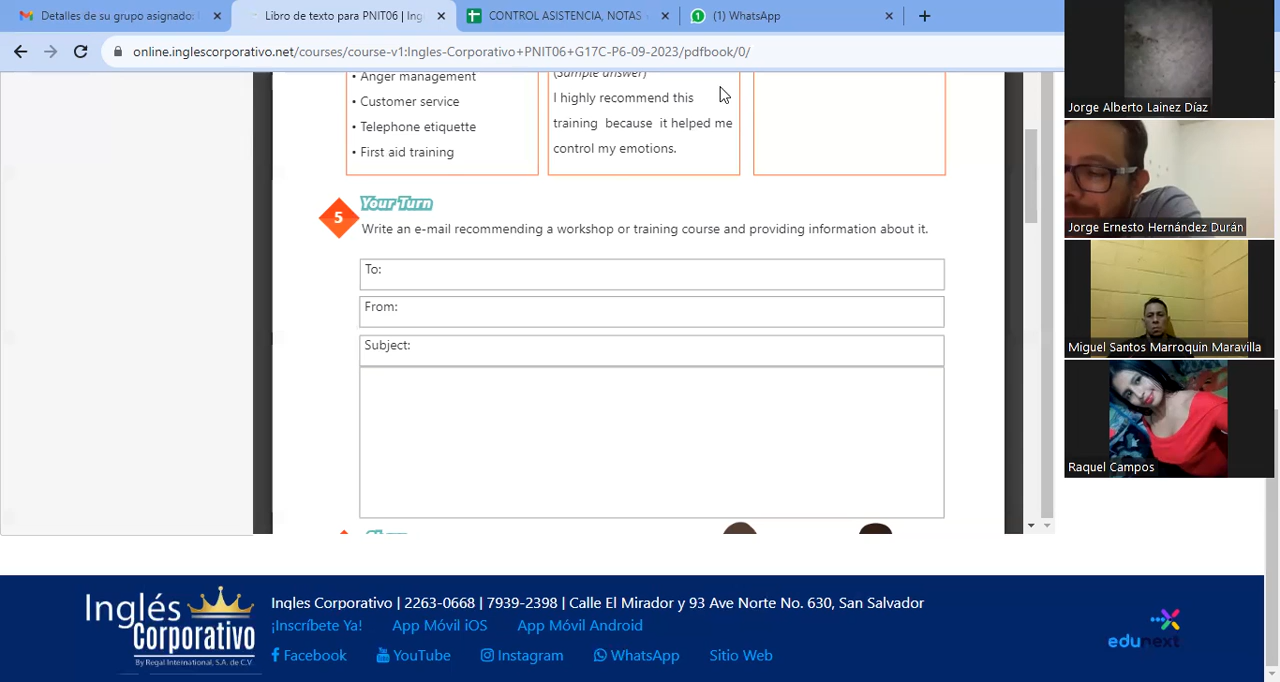 Detalles de su grupo asignado:
Libro de texto para PNIT06 | Ing
CONTROL ASISTENCIA, NOTAS
(1) WhatsApp
online.inglescorporativo.net/courses/course-v1:Ingles-Corporativo+PNIT06+G17C-P6-09-2023/pdfbook/0/
• Anger management
• Customer service
• Telephone etiquette
• First aid training
(Sample answer)
I highly recommend this
training because it helped me
control my emotions.
5 Your Turn
Write an e-mail recommending a workshop or training course and providing information about it.
To:
From:
Subject:
Jorge Alberto Lainez Díaz
Jorge Ernesto Hernández Durán
Miguel Santos Marroquin Maravilla
Raquel Campos
Inglés
Corporativo
By Regal International, S.A. de C.V.
Ingles Corporativo | 2263-0668 | 7939-2398 | Calle El Mirador y 93 Ave Norte No. 630, San Salvador
¡Inscríbete Ya! App Móvil iOS App Móvil Android
Facebook YouTube Instagram WhatsApp Sitio Web
edunext